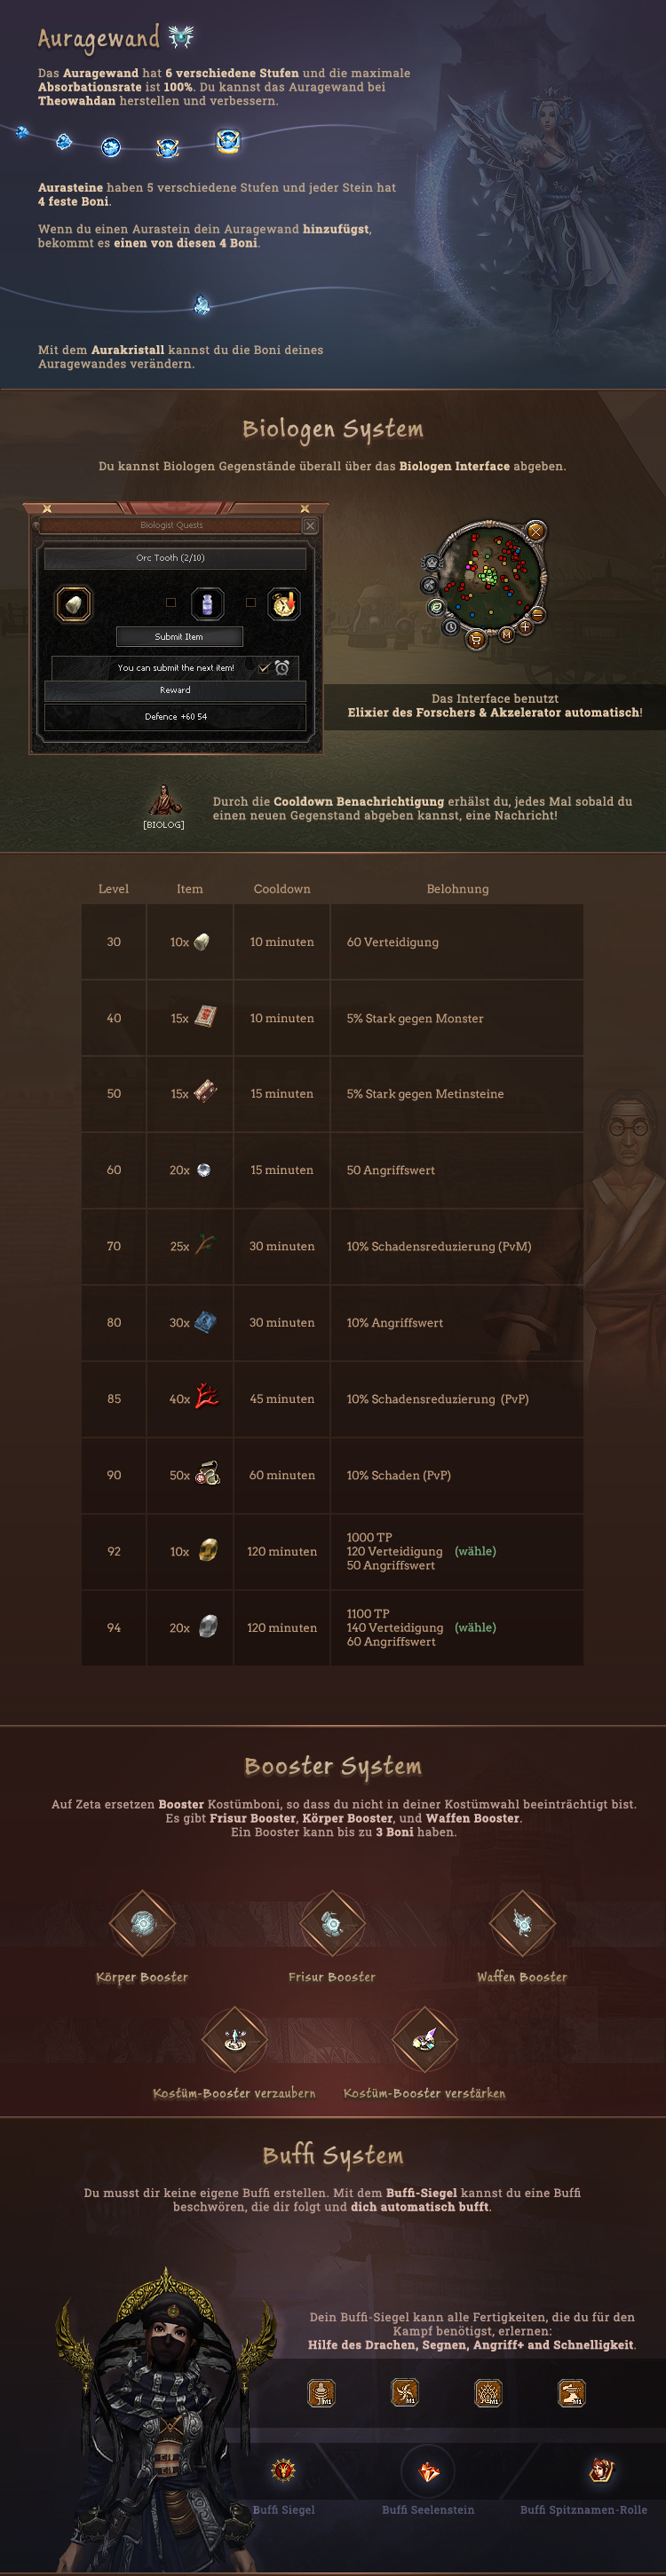 Auragewand
Das Auragewand hat 6 verschiedene Stufen und die maximale
Absorbationsrate ist 100%. Du kannst das Auragewand bei
Theowahdan herstellen und verbessern.
Aurasteine haben 5 verschiedene Stufen und jeder Stein hat
4 feste Boni.
Wenn du einen Aurastein dein Auragewand hinzufügst,
bekommt es einen von diesen 4 Boni.
Mit dem Aurakristall kannst du die Boni deines
Auragewandes verändern.
Biologen System
Du kannst Biologen Gegenstände überall über das Biologen Interface abgeben.
Biologist Quests
Orc Tooth (2/10)
Submit Item
You can submit the next item!
Reward
Defence +60 54
Das Interface benutzt
Elixier des Forschers & Akzelerator automatisch!
[BIOLOG]
Durch die Cooldown Benachrichtigung erhälst du, jedes Mal sobald du
einen neuen Gegenstand abgeben kannst, eine Nachricht!
Level Item Cooldown Belohnung
30 10x 10 minuten 60 Verteidigung
40 15x 10 minuten 5% Stark gegen Monster
50 15x 15 minuten 5% Stark gegen Metinsteine
60 20x 15 minuten 50 Angriffswert
70 25x 30 minuten 10% Schadensreduzierung (PvM)
80 30x 30 minuten 10% Angriffswert
85 40x 45 minuten 10% Schadensreduzierung (PvP)
90 50x 60 minuten 10% Schaden (PvP)
1000 TP
92 10x 120 minuten 120 Verteidigung (wähle)
50 Angriffswert
1100 TP
94 20x 120 minuten 140 Verteidigung (wähle)
60 Angriffswert
Booster System
Auf Zeta ersetzen Booster Kostümboni, so dass du nicht in deiner Kostümwahl beeinträchtigt bist.
Es gibt Frisur Booster, Körper Booster, und Waffen Booster.
Ein Booster kann bis zu 3 Boni haben.
Körper Booster Frisur Booster Waffen Booster
Kostüm-Booster verzaubern Kostüm-Booster verstärken
Buffi System
Du musst dir keine eigene Buffi erstellen. Mit dem Buffi-Siegel kannst du eine Buffi
beschwören, die dir folgt und dich automatisch bufft.
Dein Buffi-Siegel kann alle Fertigkeiten, die du für den
Kampf benötigst, erlernen:
Hilfe des Drachen, Segnen, Angriff+ and Schnelligkeit.
M1 M1 M1 M1
Buffi Siegel Buffi Seelenstein Buffi Spitznamen-Rolle